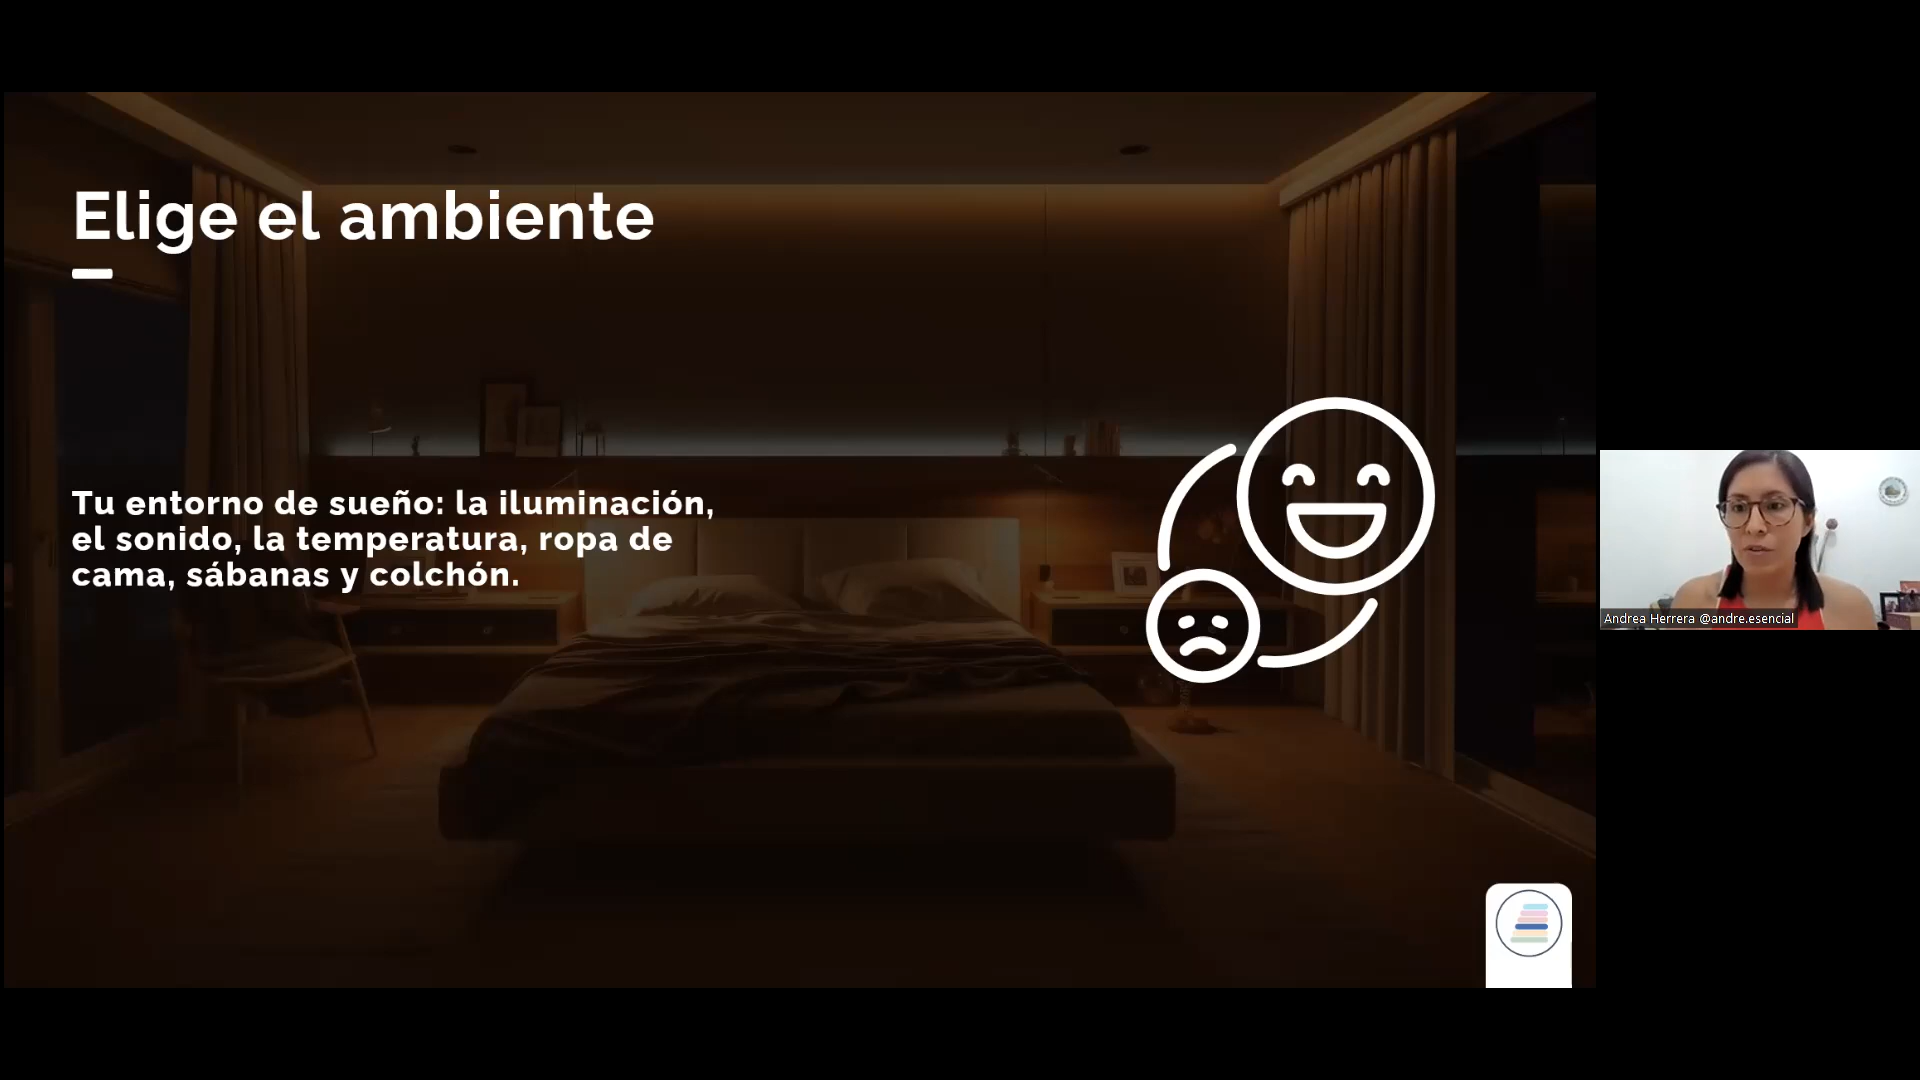 Elige el ambiente
Tu entorno de sueño: la iluminación,
el sonido, la temperatura, ropa de
cama, sábanas y colchón.
Andrea Herrera @andre.esencial